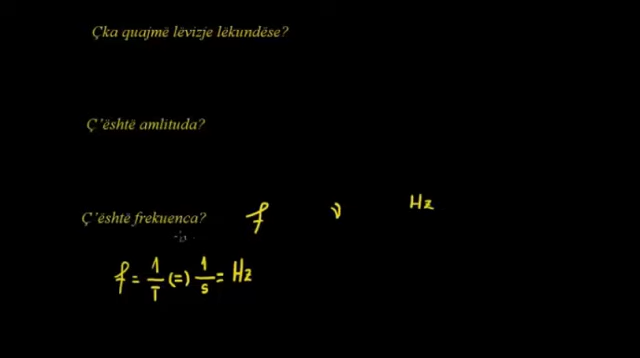 Çka quajmë lëvizje lëkundëse?
Ç'është amlituda?
Ç'është frekuenca? f ν Hz
f = 1/T (=) 1/s = Hz